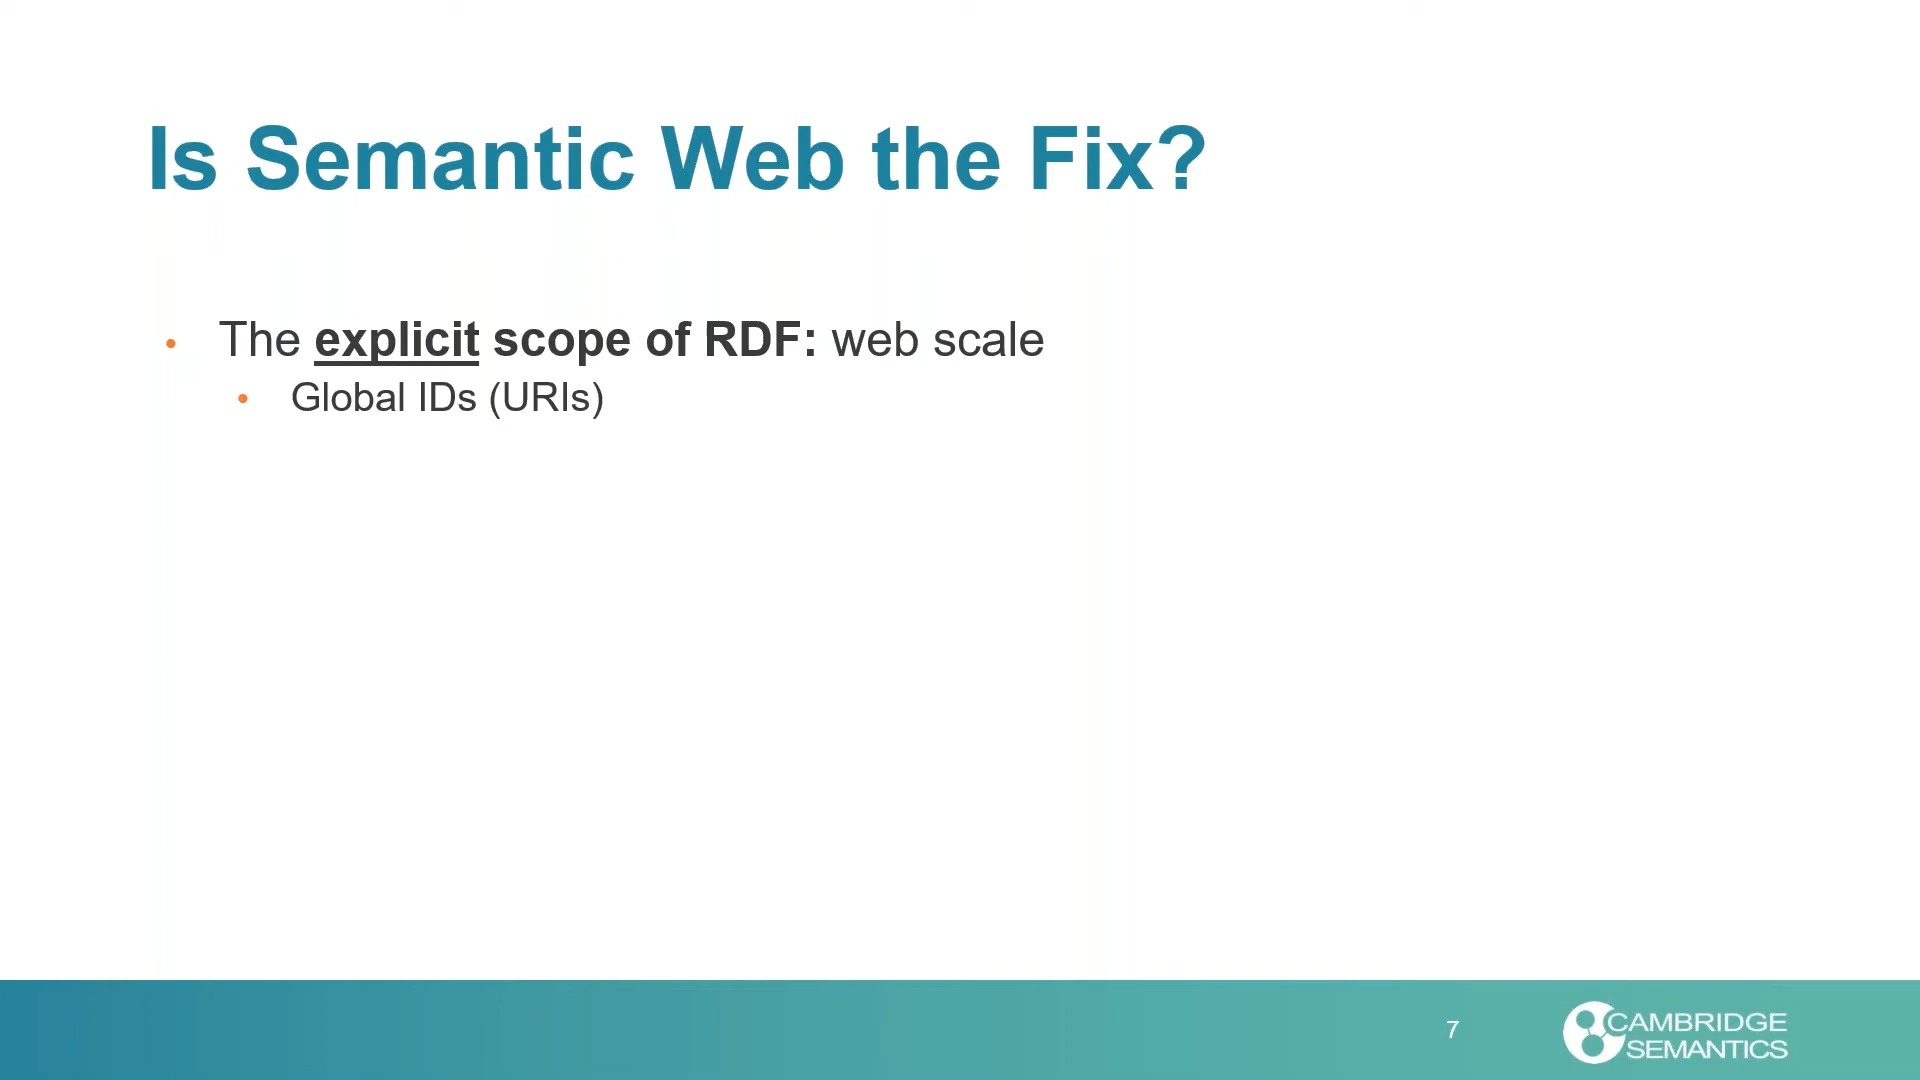 Is Semantic Web the Fix?
• The explicit scope of RDF: web scale
• Global IDs (URIs)
7
CAMBRIDGE
SEMANTICS